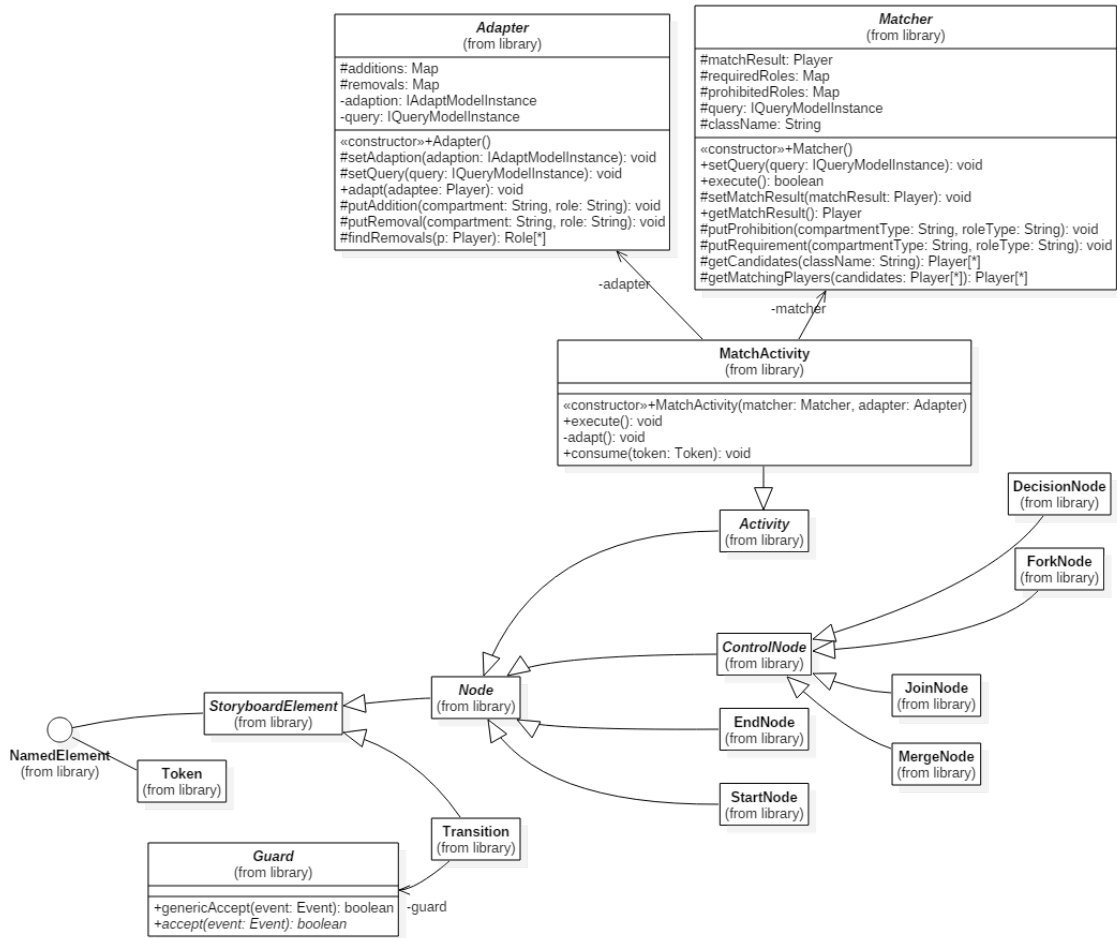 Adapter
(from library)
#additions: Map
#removals: Map
-adaption: IAdaptModelInstance
-query: IQueryModelInstance
«constructor»+Adapter()
#setAdaption(adaption: IAdaptModelInstance): void
#setQuery(query: IQueryModelInstance): void
+adapt(adaptee: Player): void
#putAddition(compartment: String, role: String): void
#putRemoval(compartment: String, role: String): void
#findRemovals(p: Player): Role[*]
Matcher
(from library)
#matchResult: Player
#requiredRoles: Map
#prohibitedRoles: Map
#query: IQueryModelInstance
#className: String
«constructor»+Matcher()
+setQuery(query: IQueryModelInstance): void
+execute(): boolean
#setMatchResult(matchResult: Player): void
+getMatchResult(): Player
#putProhibition(compartmentType: String, roleType: String): void
#putRequirement(compartmentType: String, roleType: String): void
#getCandidates(className: String): Player[*]
#getMatchingPlayers(candidates: Player[*]): Player[*]
-adapter
-matcher
MatchActivity
(from library)
«constructor»+MatchActivity(matcher: Matcher, adapter: Adapter)
+execute(): void
-adapt(): void
+consume(token: Token): void
DecisionNode
(from library)
Activity
(from library)
ForkNode
(from library)
ControlNode
(from library)
JoinNode
(from library)
Node
(from library)
StoryboardElement
(from library)
EndNode
(from library)
MergeNode
(from library)
NamedElement
(from library)
Token
(from library)
StartNode
(from library)
Transition
(from library)
Guard
(from library)
+genericAccept(event: Event): boolean
+accept(event: Event): boolean
-guard